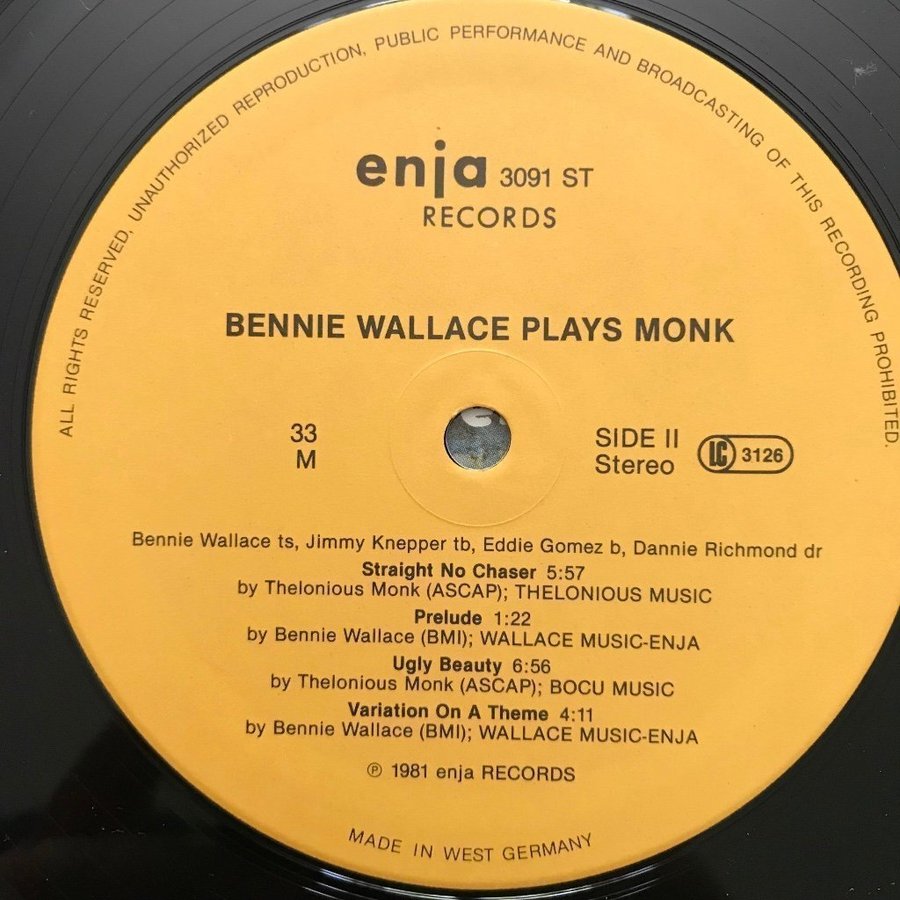 ALL RIGHTS RESERVED, UNAUTHORIZED REPRODUCTION, PUBLIC PERFORMANCE AND BROADCASTING OF THIS RECORDING PROHIBITED.
enja 3091 ST
RECORDS
BENNIE WALLACE PLAYS MONK
33
M
SIDE II
Stereo
LC 3126
Bennie Wallace ts, Jimmy Knepper tb, Eddie Gomez b, Dannie Richmond dr
Straight No Chaser 5:57
by Thelonious Monk (ASCAP); THELONIOUS MUSIC
Prelude 1:22
by Bennie Wallace (BMI); WALLACE MUSIC-ENJA
Ugly Beauty 6:56
by Thelonious Monk (ASCAP); BOCU MUSIC
Variation On A Theme 4:11
by Bennie Wallace (BMI); WALLACE MUSIC-ENJA
℗ 1981 enja RECORDS
MADE IN WEST GERMANY